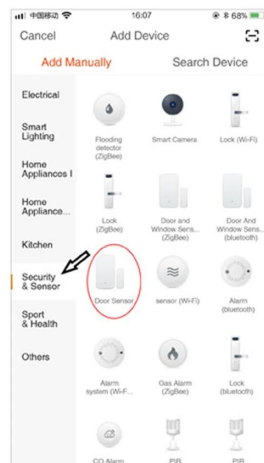 中国移动
16:07
68%
Cancel
Add Device
Add Manually
Search Device
Electrical
Smart
Lighting
Home
Appliances I
Home
Appliance...
Kitchen
Security
& Sensor
Sport
& Health
Others
Flooding
detector
(ZigBee)
Smart Camera
Lock (Wi-Fi)
Lock
(ZigBee)
Door and
Window Sens...
(ZigBee)
Door And
Window Sens...
(bluetooth)
Door Sensor
sensor (Wi-Fi)
Alarm
(bluetooth)
Alarm
system (Wi-F...
Gas Alarm
(ZigBee)
Lock
(bluetooth)
CO Alarm
PIR
PIR